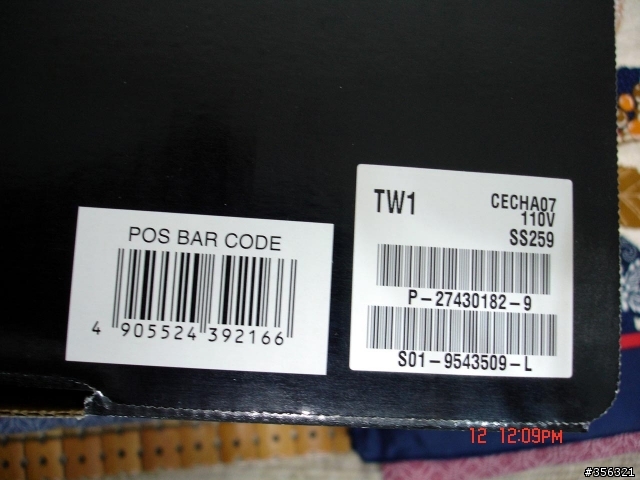 POS BAR CODE
4 905524 392166
TW1
CECHA07
110V
SS259
P-27430182-9
S01-9543509-L
12 12:09PM
#356321